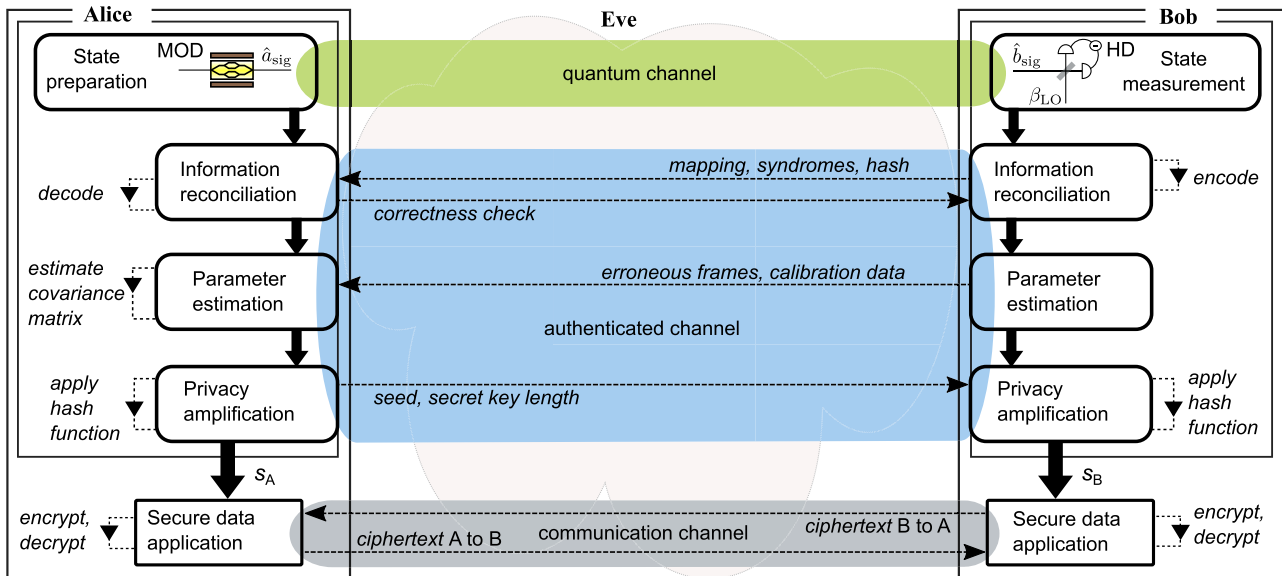 Alice
Eve
Bob
State
preparation
MOD
â_sig
quantum channel
b̂_sig
HD
β_LO
State
measurement
Information
reconciliation
decode
mapping, syndromes, hash
correctness check
Information
reconciliation
encode
estimate
covariance
matrix
Parameter
estimation
erroneous frames, calibration data
authenticated channel
Parameter
estimation
apply
hash
function
Privacy
amplification
seed, secret key length
Privacy
amplification
apply
hash
function
s_A
s_B
encrypt,
decrypt
Secure data
application
ciphertext A to B
communication channel
ciphertext B to A
Secure data
application
encrypt,
decrypt